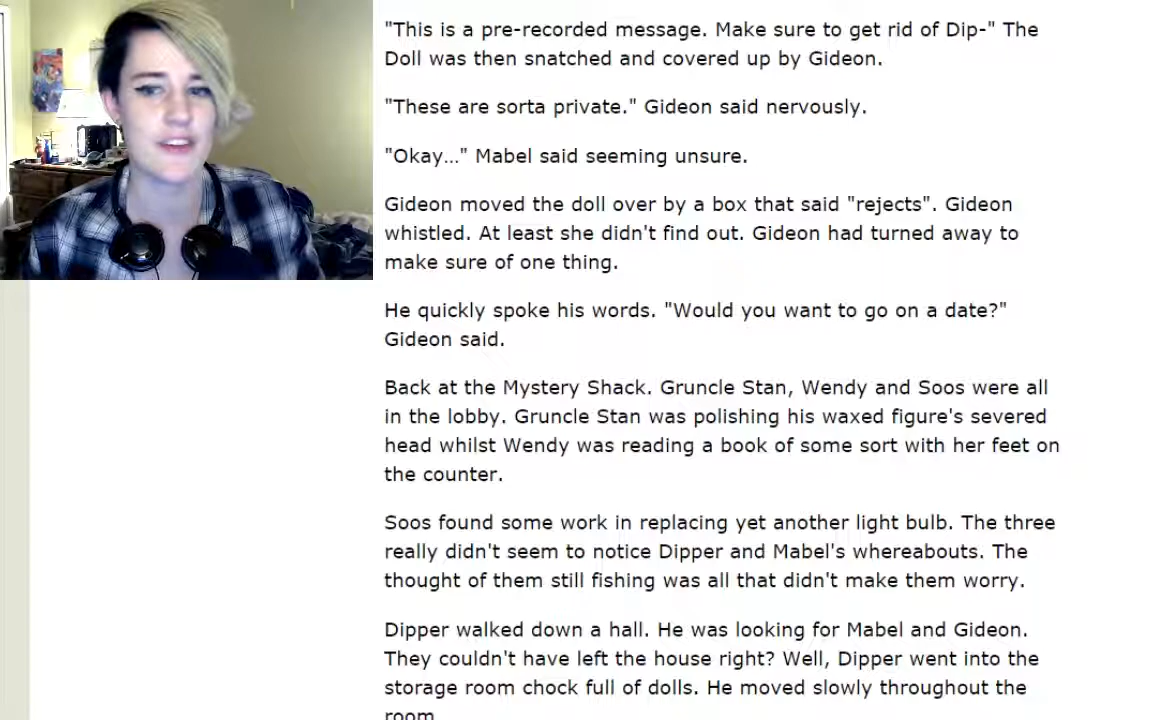 "This is a pre-recorded message. Make sure to get rid of Dip-" The
Doll was then snatched and covered up by Gideon.
"These are sorta private." Gideon said nervously.
"Okay..." Mabel said seeming unsure.
Gideon moved the doll over by a box that said "rejects". Gideon
whistled. At least she didn't find out. Gideon had turned away to
make sure of one thing.
He quickly spoke his words. "Would you want to go on a date?"
Gideon said.
Back at the Mystery Shack. Gruncle Stan, Wendy and Soos were all
in the lobby. Gruncle Stan was polishing his waxed figure's severed
head whilst Wendy was reading a book of some sort with her feet on
the counter.
Soos found some work in replacing yet another light bulb. The three
really didn't seem to notice Dipper and Mabel's whereabouts. The
thought of them still fishing was all that didn't make them worry.
Dipper walked down a hall. He was looking for Mabel and Gideon.
They couldn't have left the house right? Well, Dipper went into the
storage room chock full of dolls. He moved slowly throughout the
room